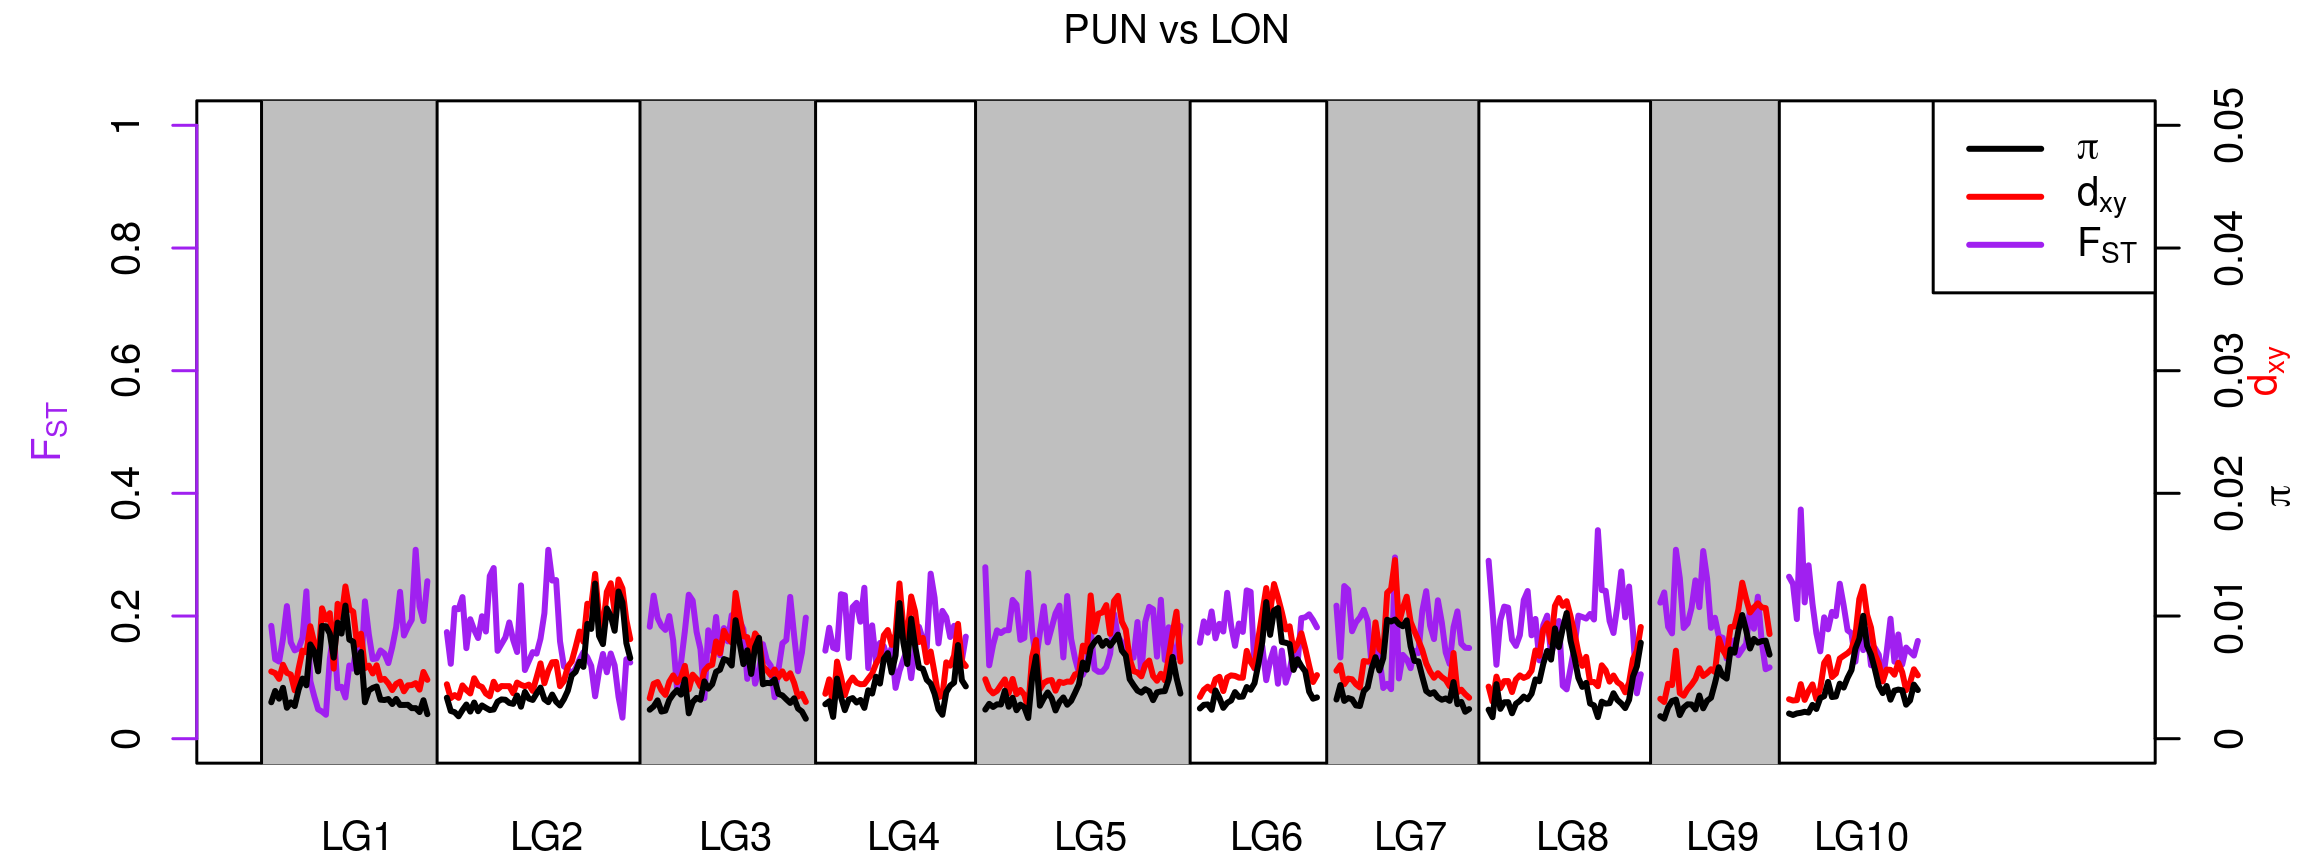 PUN vs LON
FST
1
0.8
0.6
0.4
0.2
0
π
dxy
FST
0.05
0.04
0.03
0.02
0.01
0
dxy
π
LG1 LG2 LG3 LG4 LG5 LG6 LG7 LG8 LG9 LG10